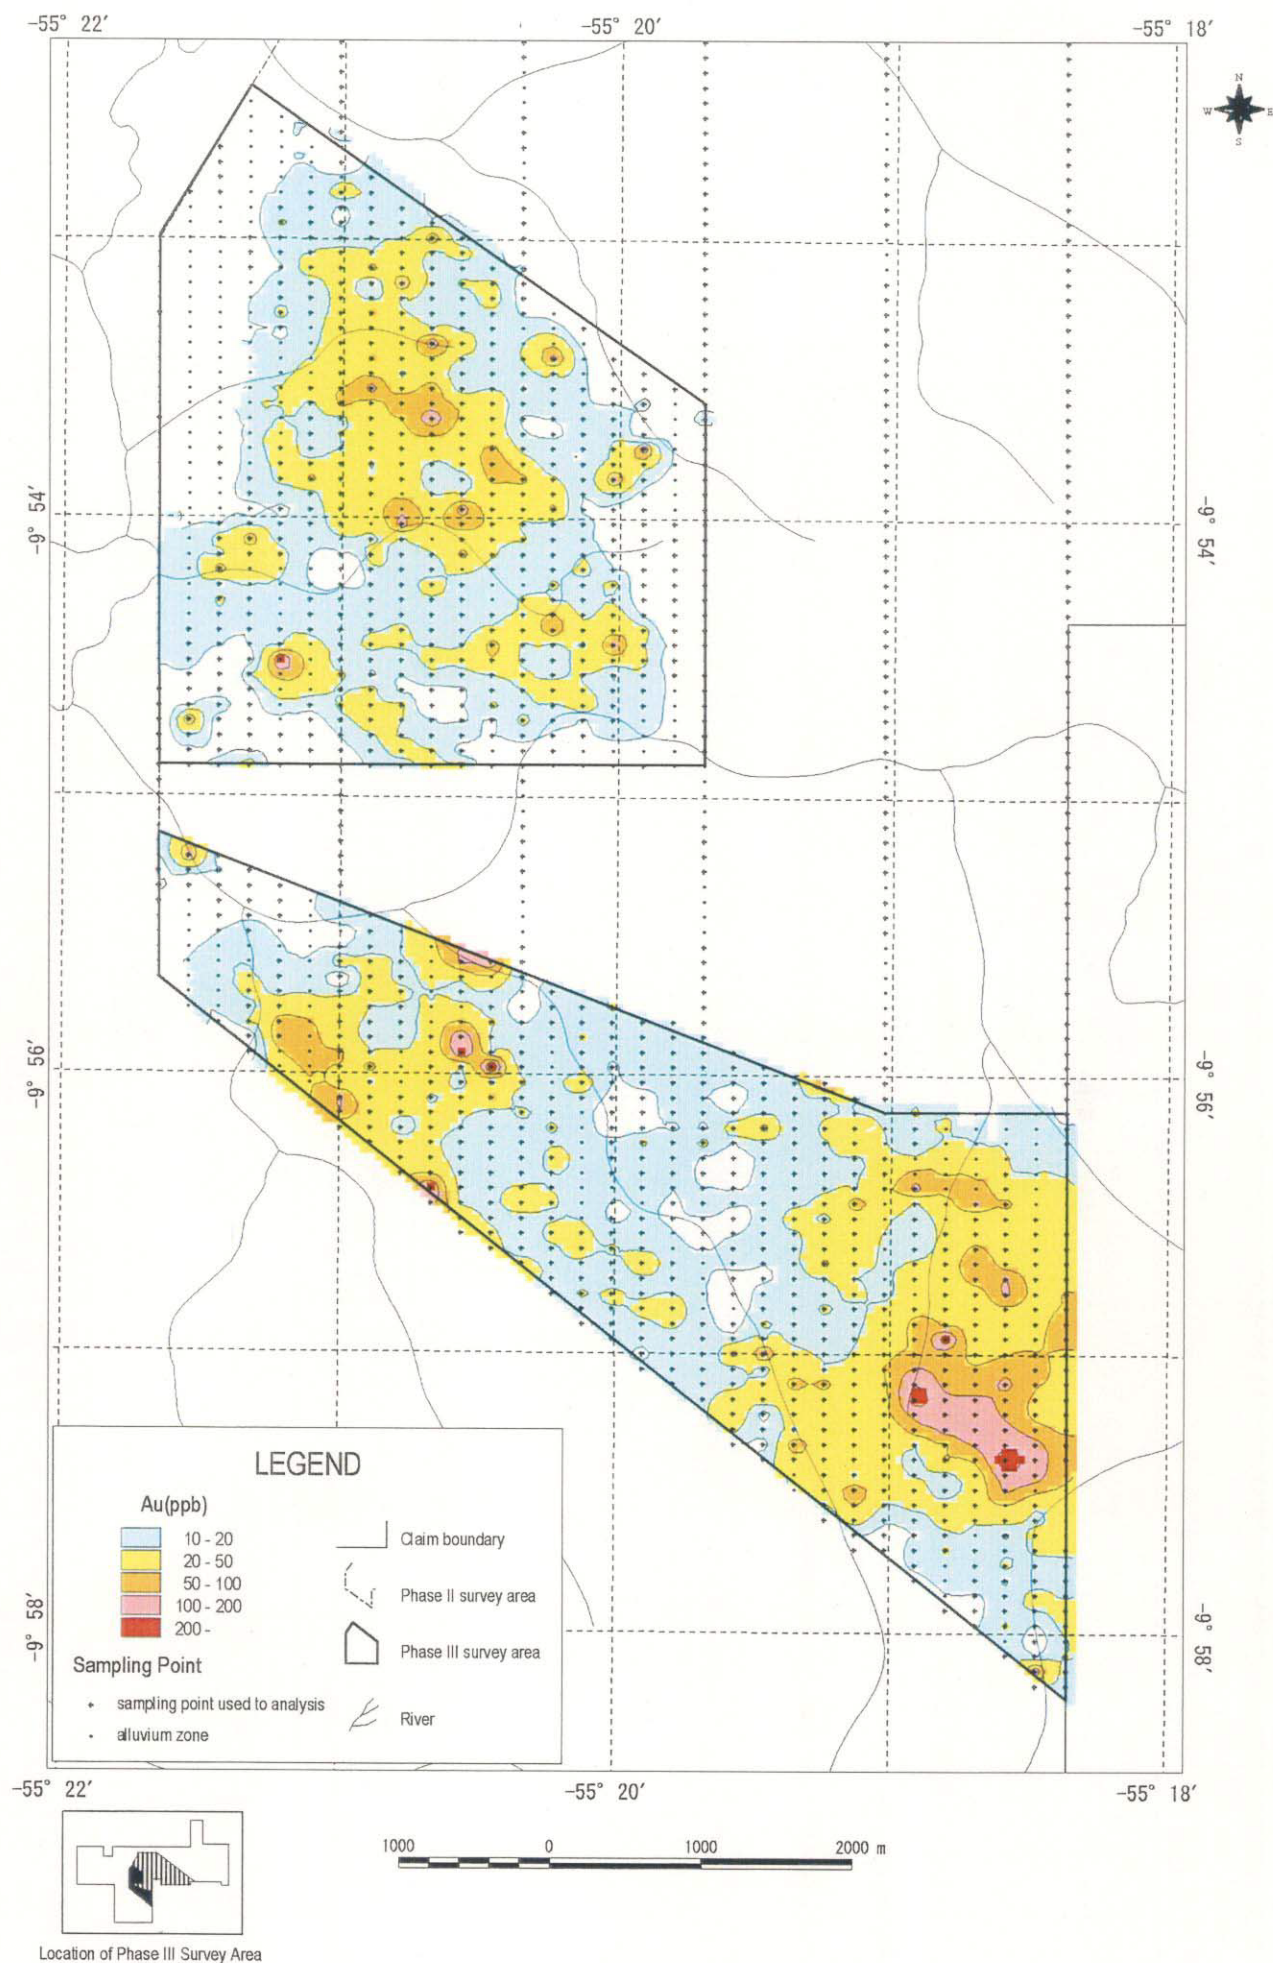 -55° 22′ -55° 20′ -55° 18′
N
W E
S
-9° 54′ -9° 54′
-9° 56′ -9° 56′
LEGEND
Au(ppb)
10 - 20
20 - 50
50 - 100
100 - 200
200 -
Claim boundary
Phase II survey area
Phase III survey area
River
Sampling Point
sampling point used to analysis
alluvium zone
-9° 58′ -9° 58′
-55° 22′ -55° 20′ -55° 18′
1000 0 1000 2000 m
Location of Phase III Survey Area